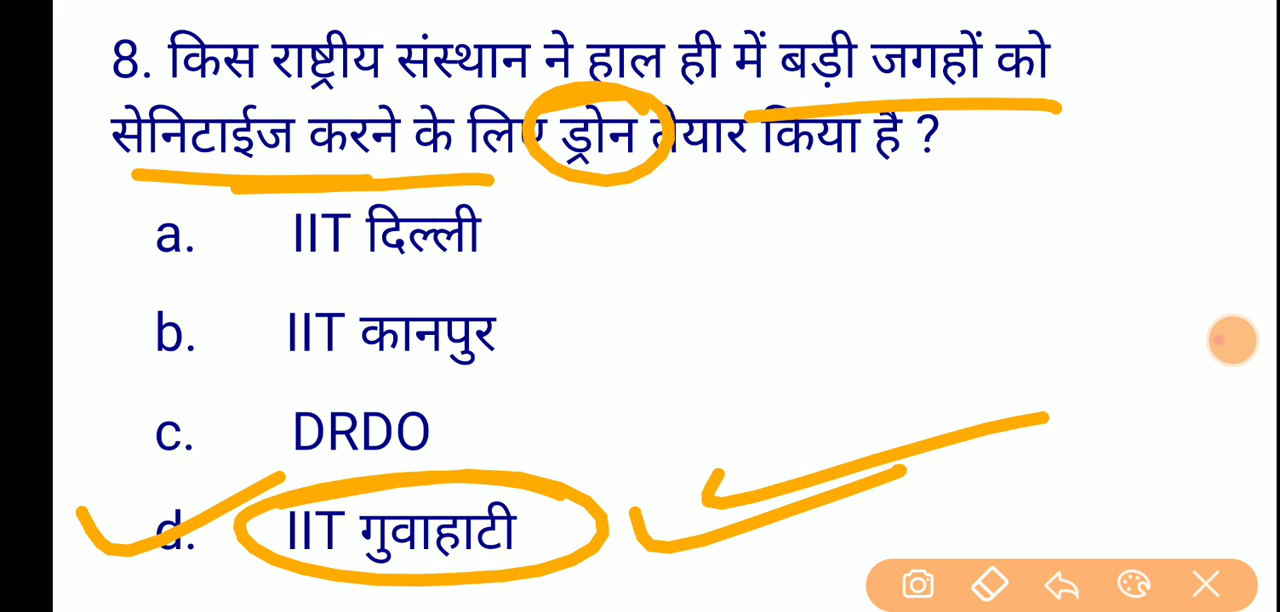 8. किस राष्ट्रीय संस्थान ने हाल ही में बड़ी जगहों को
सेनिटाईज करने के लिए ड्रोन तैयार किया है ?
a. IIT दिल्ली
b. IIT कानपुर
c. DRDO
d. IIT गुवाहाटी